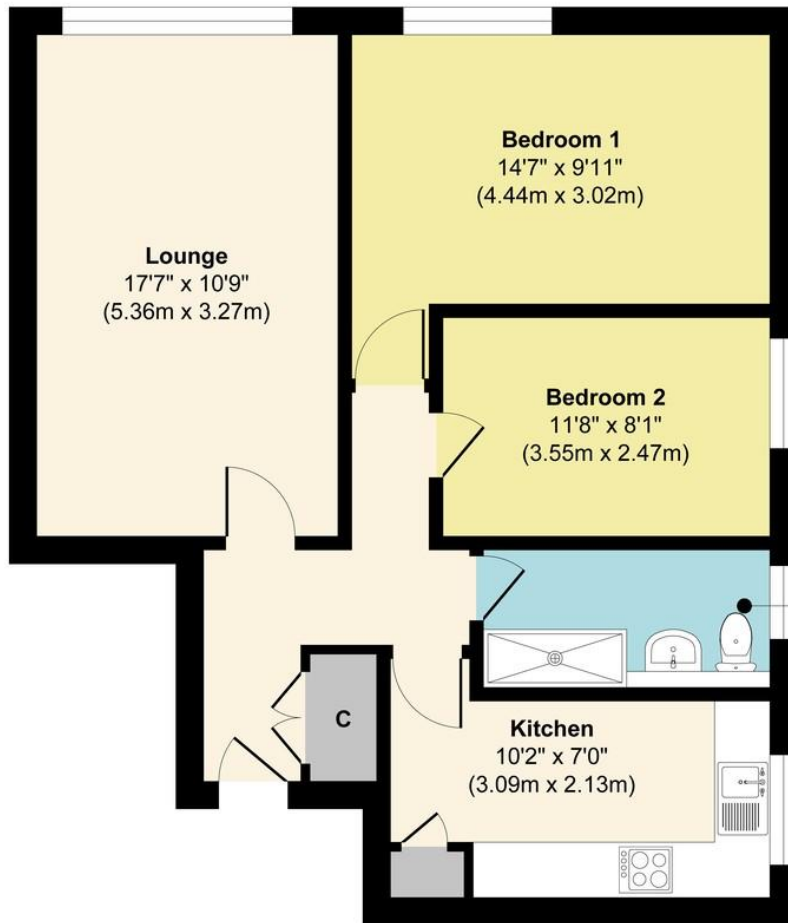 Bedroom 1
14'7" x 9'11"
(4.44m x 3.02m)
Lounge
17'7" x 10'9"
(5.36m x 3.27m)
Bedroom 2
11'8" x 8'1"
(3.55m x 2.47m)
C
Kitchen
10'2" x 7'0"
(3.09m x 2.13m)